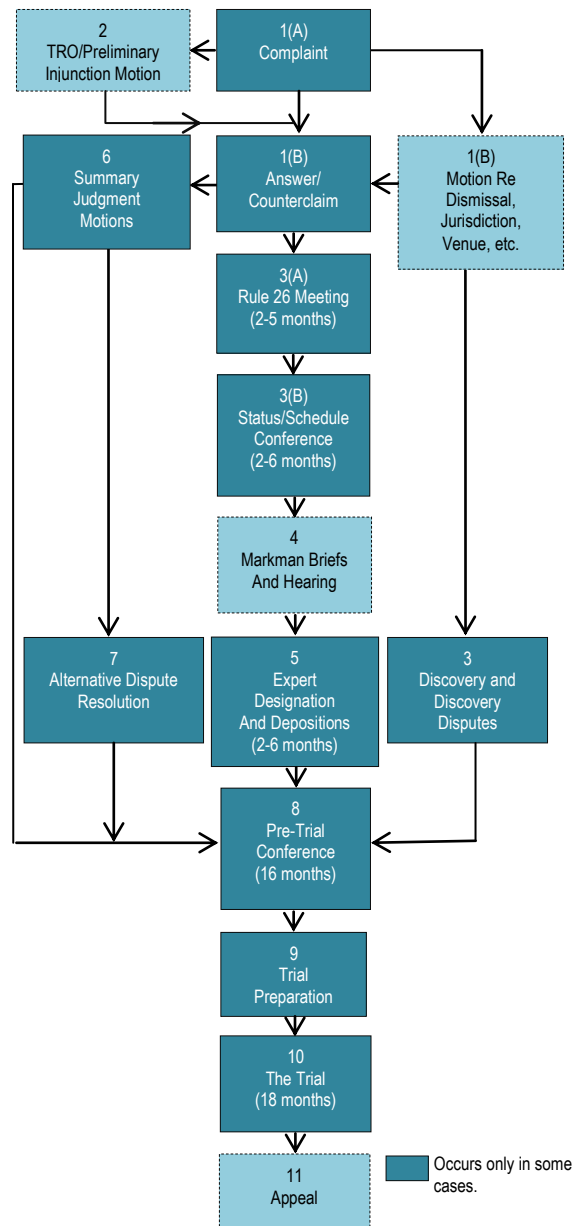 2
TRO/Preliminary
Injunction Motion
1(A)
Complaint
6
Summary
Judgment
Motions
1(B)
Answer/
Counterclaim
1(B)
Motion Re
Dismissal,
Jurisdiction,
Venue, etc.
3(A)
Rule 26 Meeting
(2-5 months)
3(B)
Status/Schedule
Conference
(2-6 months)
4
Markman Briefs
And Hearing
7
Alternative Dispute
Resolution
5
Expert
Designation
And Depositions
(2-6 months)
3
Discovery and
Discovery
Disputes
8
Pre-Trial
Conference
(16 months)
9
Trial
Preparation
10
The Trial
(18 months)
11
Appeal
Occurs only in some
cases.